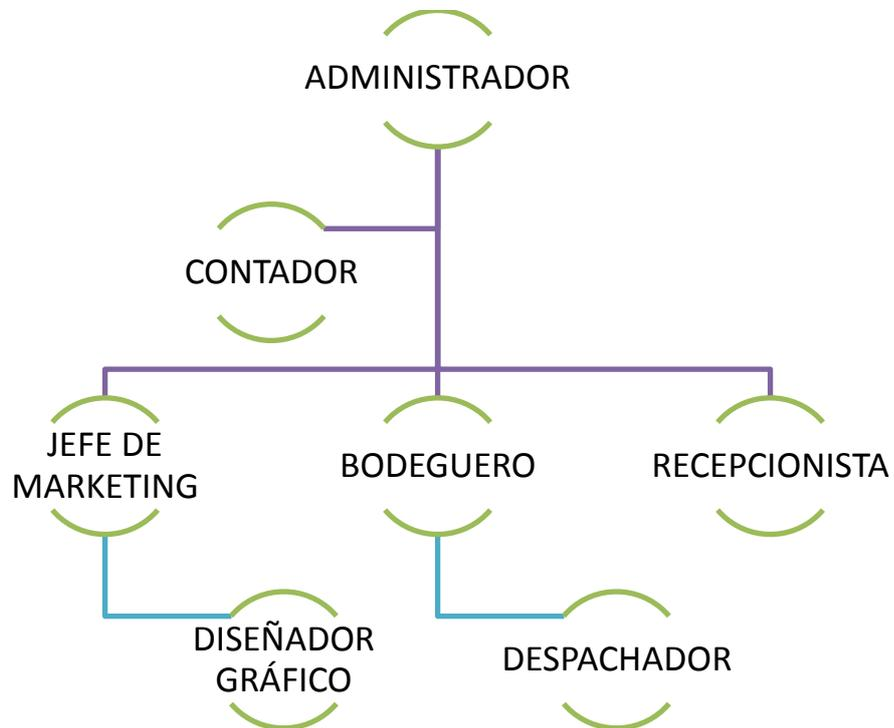 ADMINISTRADOR
CONTADOR
JEFE DE
MARKETING
BODEGUERO
RECEPCIONISTA
DISEÑADOR
GRÁFICO
DESPACHADOR